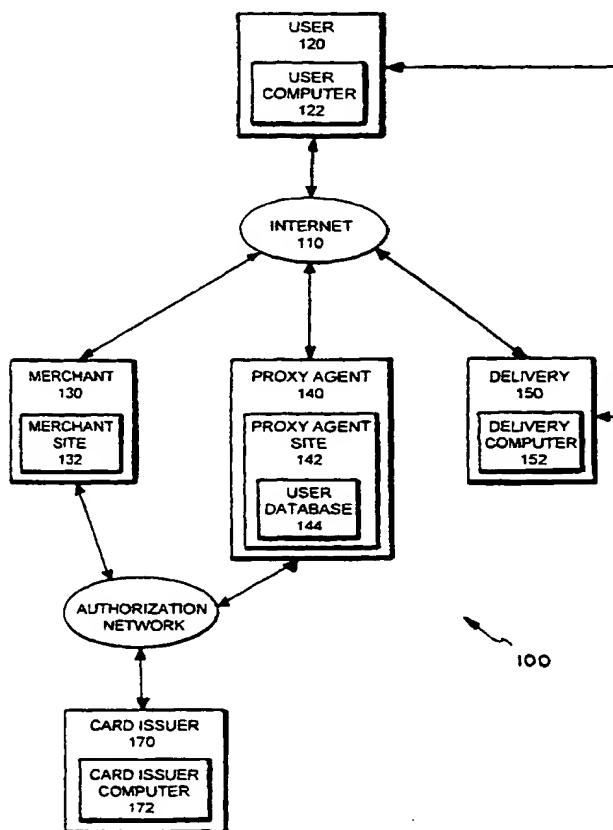 USER
120
USER
COMPUTER
122
INTERNET
110
MERCHANT
130
MERCHANT
SITE
132
PROXY AGENT
140
PROXY AGENT
SITE
142
USER
DATABASE
144
DELIVERY
150
DELIVERY
COMPUTER
152
AUTHORIZATION
NETWORK
100
CARD ISSUER
170
CARD ISSUER
COMPUTER
172